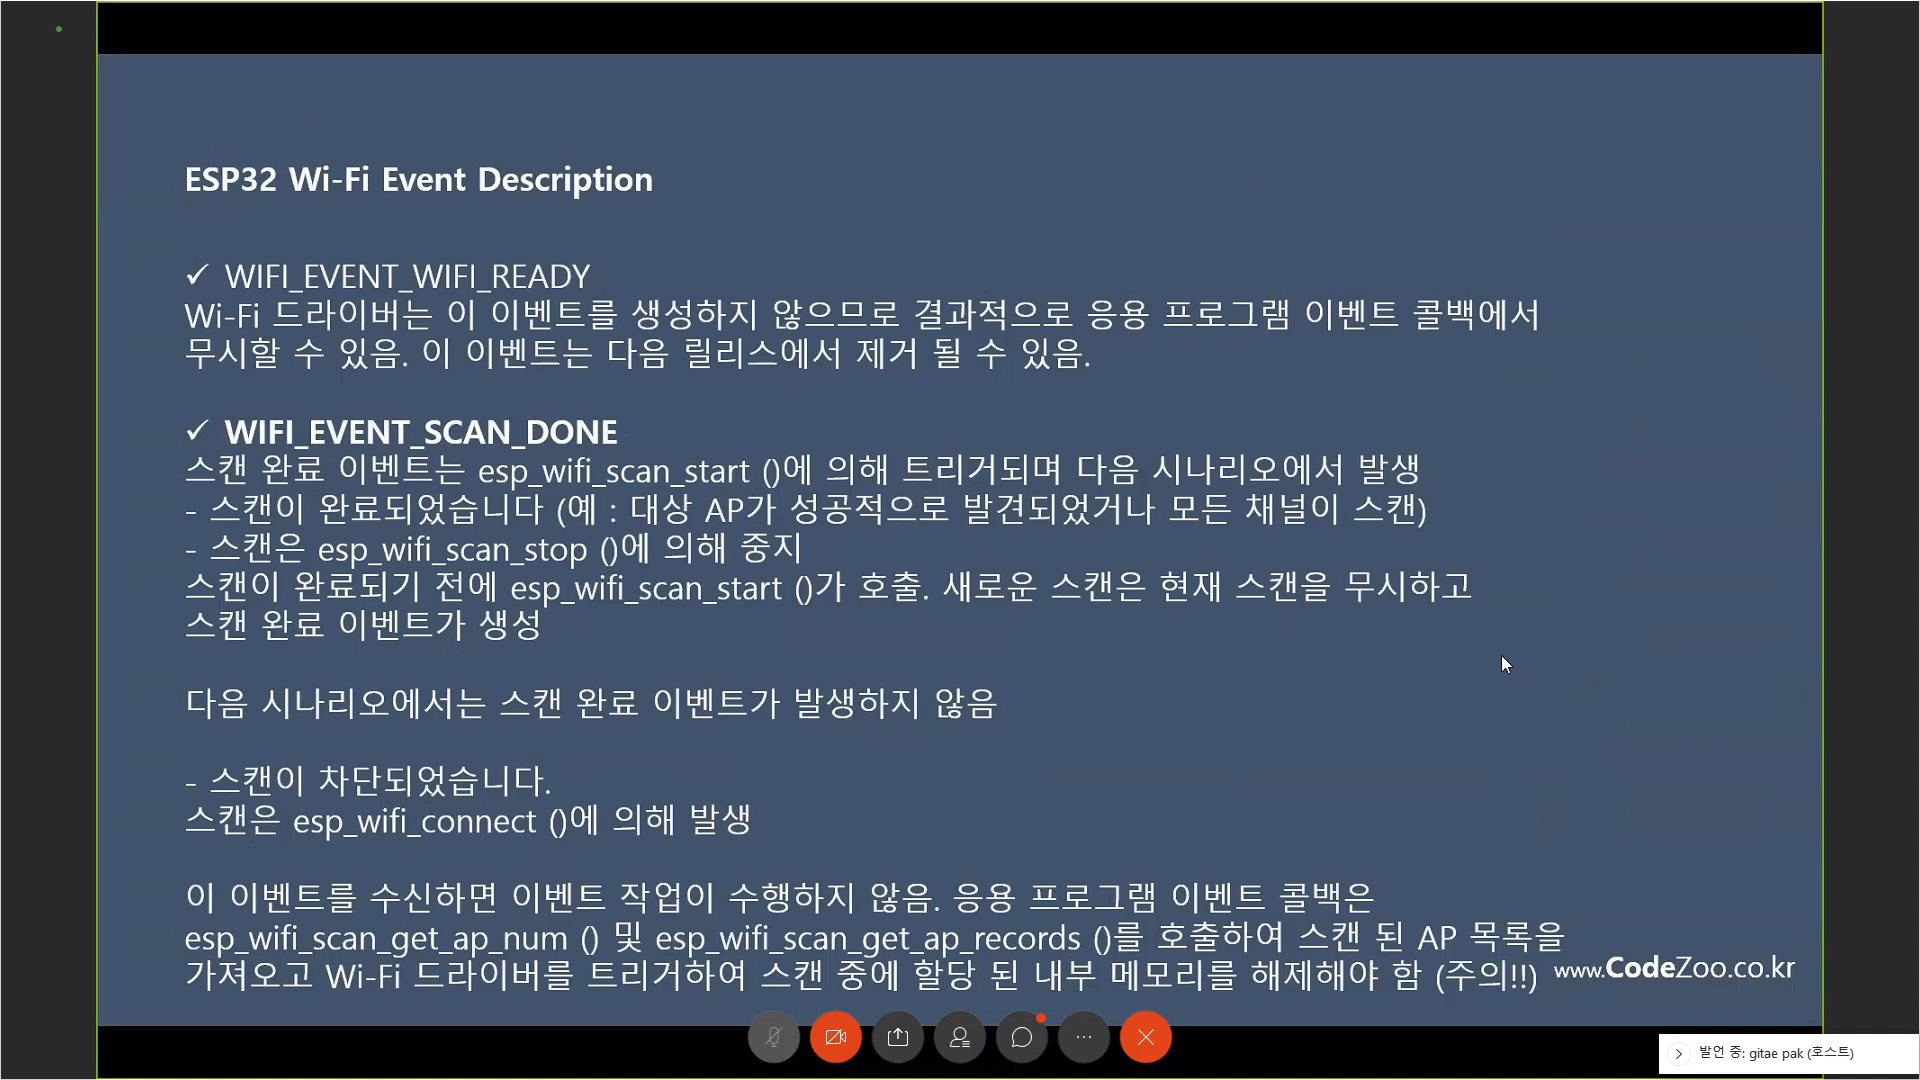 ESP32 Wi-Fi Event Description
✓ WIFI_EVENT_WIFI_READY
Wi-Fi 드라이버는 이 이벤트를 생성하지 않으므로 결과적으로 응용 프로그램 이벤트 콜백에서
무시할 수 있음. 이 이벤트는 다음 릴리스에서 제거 될 수 있음.
✓ WIFI_EVENT_SCAN_DONE
스캔 완료 이벤트는 esp_wifi_scan_start ()에 의해 트리거되며 다음 시나리오에서 발생
- 스캔이 완료되었습니다 (예 : 대상 AP가 성공적으로 발견되었거나 모든 채널이 스캔)
- 스캔은 esp_wifi_scan_stop ()에 의해 중지
스캔이 완료되기 전에 esp_wifi_scan_start ()가 호출. 새로운 스캔은 현재 스캔을 무시하고
스캔 완료 이벤트가 생성
다음 시나리오에서는 스캔 완료 이벤트가 발생하지 않음
- 스캔이 차단되었습니다.
스캔은 esp_wifi_connect ()에 의해 발생
이 이벤트를 수신하면 이벤트 작업이 수행하지 않음. 응용 프로그램 이벤트 콜백은
esp_wifi_scan_get_ap_num () 및 esp_wifi_scan_get_ap_records ()를 호출하여 스캔 된 AP 목록을
가져오고 Wi-Fi 드라이버를 트리거하여 스캔 중에 할당 된 내부 메모리를 해제해야 함 (주의!!)
www.CodeZoo.co.kr
발언 중: gitae pak (호스트)